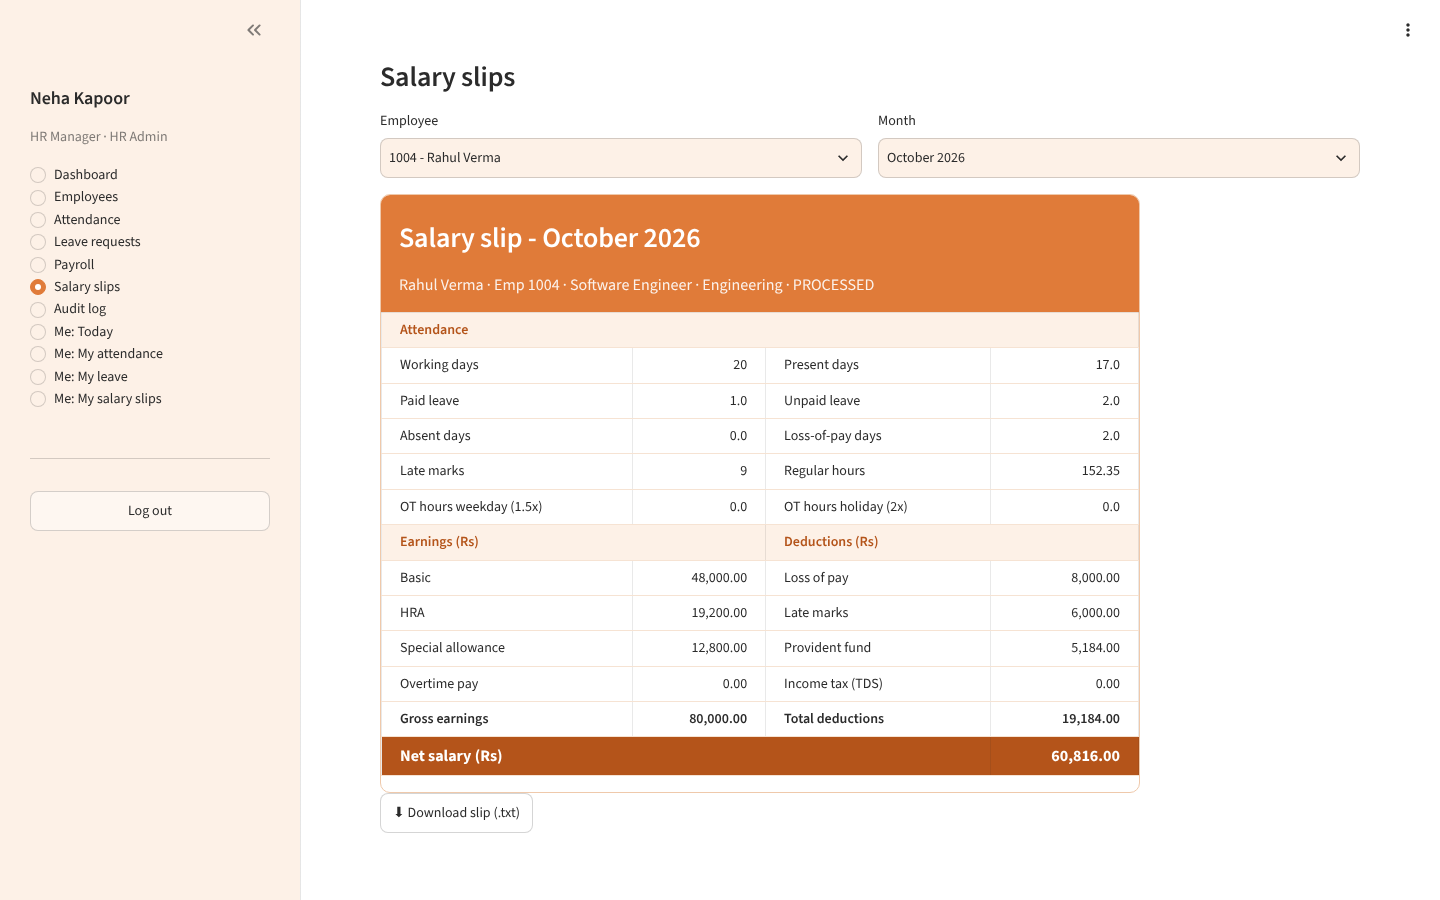 Neha Kapoor
HR Manager · HR Admin
Dashboard
Employees
Attendance
Leave requests
Payroll
Salary slips
Audit log
Me: Today
Me: My attendance
Me: My leave
Me: My salary slips
Log out
Salary slips
Employee Month
1004 - Rahul Verma October 2026
Salary slip - October 2026
Rahul Verma · Emp 1004 · Software Engineer · Engineering · PROCESSED
Attendance
Working days 20 Present days 17.0
Paid leave 1.0 Unpaid leave 2.0
Absent days 0.0 Loss-of-pay days 2.0
Late marks 9 Regular hours 152.35
OT hours weekday (1.5x) 0.0 OT hours holiday (2x) 0.0
Earnings (Rs) Deductions (Rs)
Basic 48,000.00 Loss of pay 8,000.00
HRA 19,200.00 Late marks 6,000.00
Special allowance 12,800.00 Provident fund 5,184.00
Overtime pay 0.00 Income tax (TDS) 0.00
Gross earnings 80,000.00 Total deductions 19,184.00
Net salary (Rs) 60,816.00
⬇ Download slip (.txt)